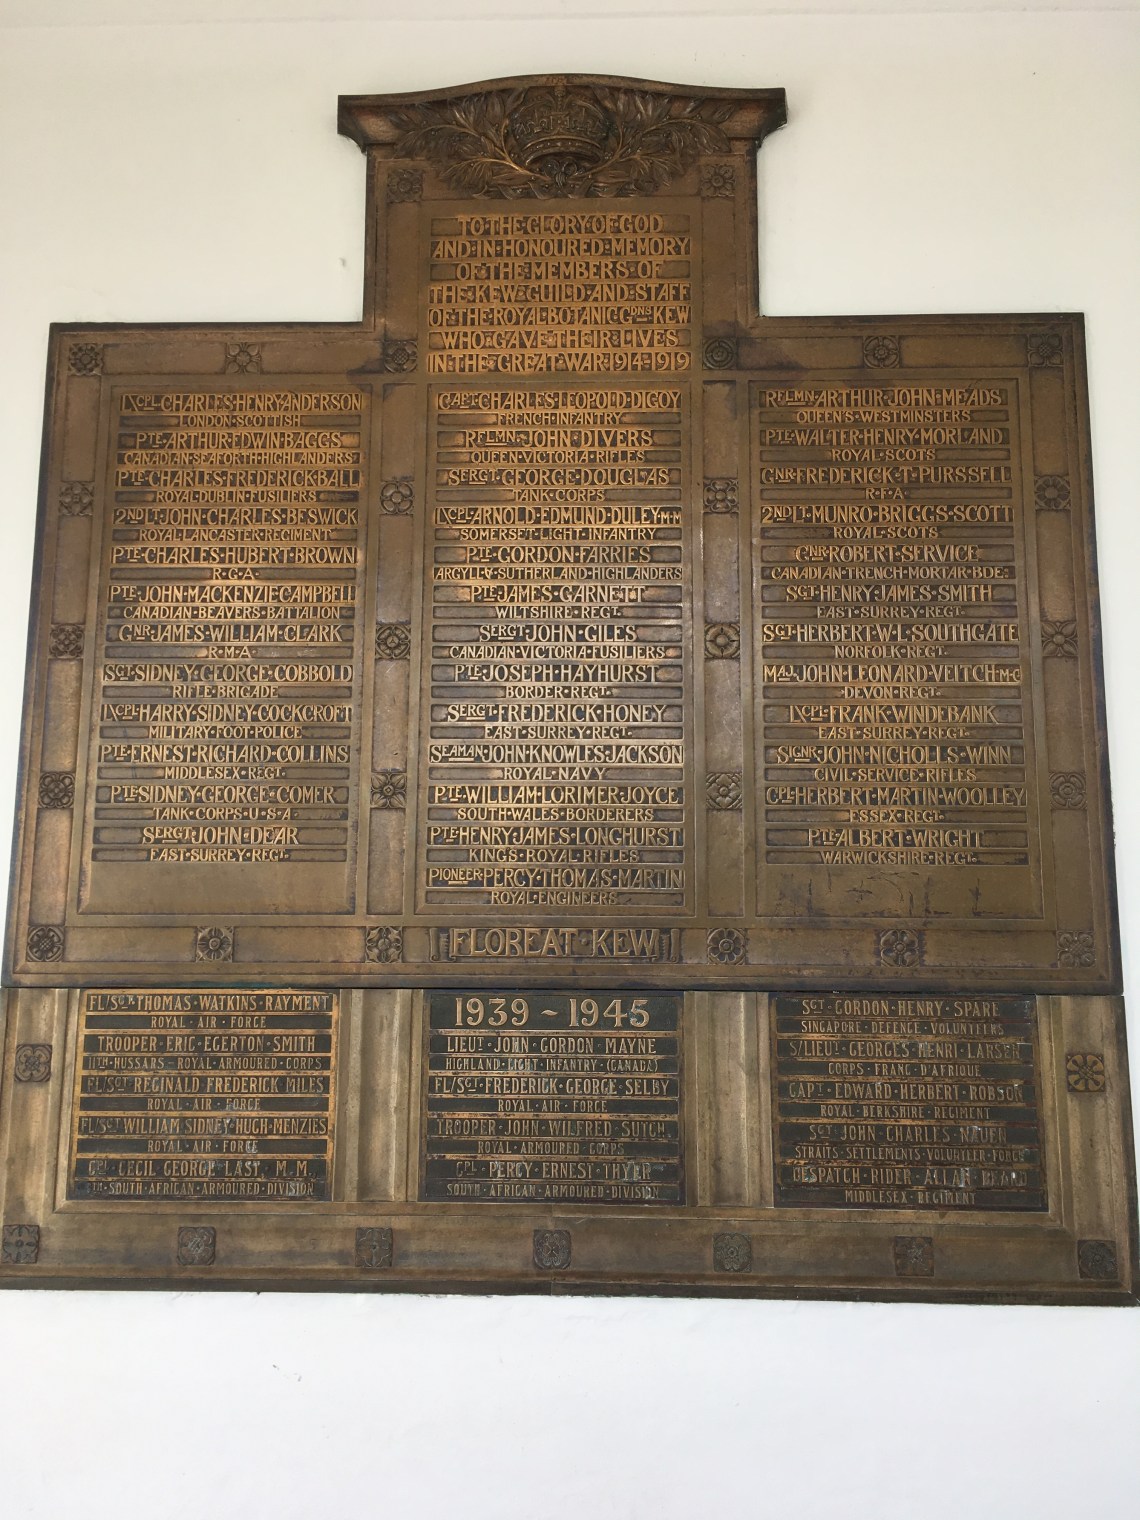 TO·THE·GLORY·OF·GOD
AND·IN·HONOURED·MEMORY
OF·THE·MEMBERS·OF
THE·KEW·GUILD·AND·STAFF
OF·THE·ROYAL·BOTANIC·GDNS·KEW
WHO·GAVE·THEIR·LIVES
IN·THE·GREAT·WAR·1914-1919
L/CPL·CHARLES·HENRY·ANDERSON
LONDON·SCOTTISH
PTE·ARTHUR·EDWIN·BAGGS
CANADIAN·SEAFORTH·HIGHLANDERS
PTE·CHARLES·FREDERICK·BALL
ROYAL·DUBLIN·FUSILIERS
2ND LT·JOHN·CHARLES·BESWICK
ROYAL·LANCASTER·REGIMENT
PTE·CHARLES·HUBERT·BROWN
R·G·A·
PTE·JOHN·MACKENZIE·CAMPBELL
CANADIAN·BEAVERS·BATTALION
GNR·JAMES·WILLIAM·CLARK
R·M·A·
SGT·SIDNEY·GEORGE·COBBOLD
RIFLE·BRIGADE
L/CPL·HARRY·SIDNEY·COCKCROFT
MILITARY·FOOT·POLICE
PTE·ERNEST·RICHARD·COLLINS
MIDDLESEX·REGT·
PTE·SIDNEY·GEORGE·COMER
TANK·CORPS·U·S·A·
SERGT·JOHN·DEAR
EAST·SURREY·REGT·
CAPT·CHARLES·LEOPOLD·DIGOY
FRENCH·INFANTRY
RFLMN·JOHN·DIVERS
QUEEN·VICTORIA·RIFLES
SERGT·GEORGE·DOUGLAS
TANK·CORPS
L/CPL·ARNOLD·EDMUND·DULEY·M·M
SOMERSET·LIGHT·INFANTRY
PTE·GORDON·FARRIES
ARGYLL·&·SUTHERLAND·HIGHLANDERS
PTE·JAMES·GARNETT
WILTSHIRE·REGT·
SERGT·JOHN·GILES
CANADIAN·VICTORIA·FUSILIERS
PTE·JOSEPH·HAYHURST
BORDER·REGT·
SERGT·FREDERICK·HONEY
EAST·SURREY·REGT·
SEAMAN·JOHN·KNOWLES·JACKSON
ROYAL·NAVY
PTE·WILLIAM·LORIMER·JOYCE
SOUTH·WALES·BORDERERS
PTE·HENRY·JAMES·LONGHURST
KINGS·ROYAL·RIFLES
PIONEER·PERCY·THOMAS·MARTIN
ROYAL·ENGINEERS
RFLMN·ARTHUR·JOHN·MEADS
QUEEN'S·WESTMINSTERS
PTE·WALTER·HENRY·MORLAND
ROYAL·SCOTS
GNR·FREDERICK·T·PURSSELL
R·F·A·
2ND LT·MUNRO·BRIGGS·SCOTT
ROYAL·SCOTS
GNR·ROBERT·SERVICE
CANADIAN·TRENCH·MORTAR·BDE·
SGT·HENRY·JAMES·SMITH
EAST·SURREY·REGT·
SGT·HERBERT·W·L·SOUTHGATE
NORFOLK·REGT·
MAJ·JOHN·LEONARD·VEITCH·M·C
DEVON·REGT·
L/CPL·FRANK·WINDEBANK
EAST·SURREY·REGT·
SIGNR·JOHN·NICHOLLS·WINN
CIVIL·SERVICE·RIFLES
CPL·HERBERT·MARTIN·WOOLLEY
ESSEX·REGT·
PTE·ALBERT·WRIGHT
WARWICKSHIRE·REGT·
FLOREAT·KEW
FL/SGT·THOMAS·WATKINS·RAYMENT
ROYAL·AIR·FORCE
TROOPER·ERIC·EGERTON·SMITH
11TH·HUSSARS·ROYAL·ARMOURED·CORPS
FL/SGT·REGINALD·FREDERICK·MILES
ROYAL·AIR·FORCE
FL/SGT·WILLIAM·SIDNEY·HUGH·MENZIES
ROYAL·AIR·FORCE
CPL·CECIL·GEORGE·LAST·M.M.
6TH·SOUTH·AFRICAN·ARMOURED·DIVISION
1939 ~ 1945
LIEUT·JOHN·GORDON·MAYNE
HIGHLAND·LIGHT·INFANTRY·(CANADA)
FL/SGT·FREDERICK·GEORGE·SELBY
ROYAL·AIR·FORCE
TROOPER·JOHN·WILFRED·SUTCH
ROYAL·ARMOURED·CORPS
CPL·PERCY·ERNEST·THYER
SOUTH·AFRICAN·ARMOURED·DIVISION
SGT·GORDON·HENRY·SPARE
SINGAPORE·DEFENCE·VOLUNTEERS
S/LIEUT·GEORGES·HENRI·LARSEN
CORPS·FRANC·D'AFRIQUE
CAPT·EDWARD·HERBERT·ROBSON
ROYAL·BERKSHIRE·REGIMENT
SGT·JOHN·CHARLES·NAUEN
STRAITS·SETTLEMENTS·VOLUNTEER·FORCE
DESPATCH·RIDER·ALLAN·BEARD
MIDDLESEX·REGIMENT